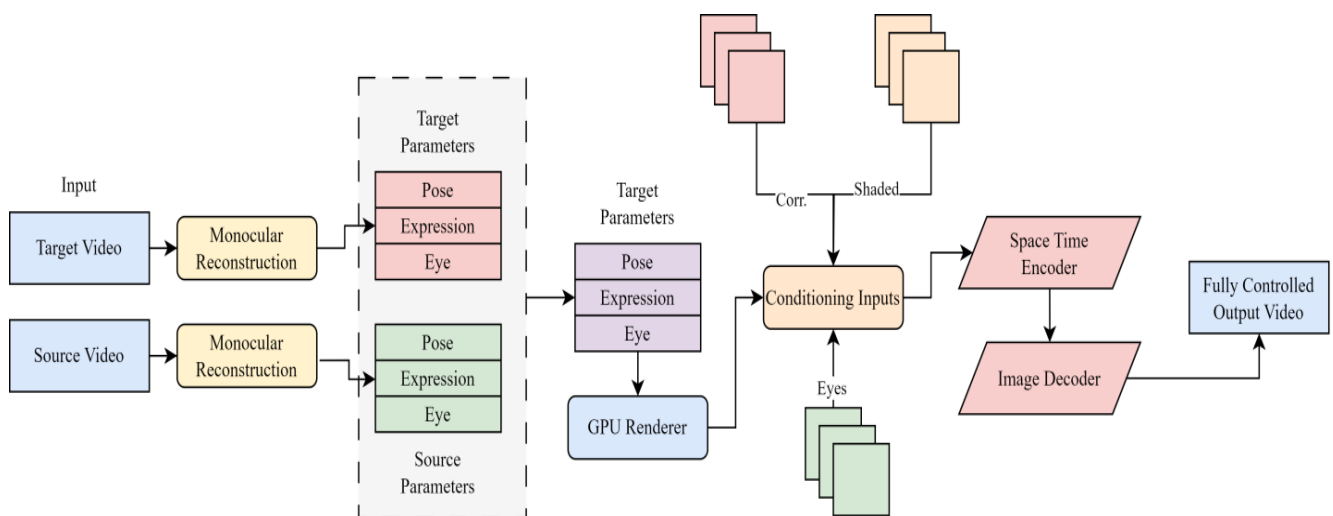 Input
Target Video
Monocular
Reconstruction
Source Video
Monocular
Reconstruction
Target
Parameters
Pose
Expression
Eye
Pose
Expression
Eye
Source
Parameters
Target
Parameters
Pose
Expression
Eye
GPU Renderer
Corr.
Shaded
Conditioning Inputs
Eyes
Space Time
Encoder
Image Decoder
Fully Controlled
Output Video